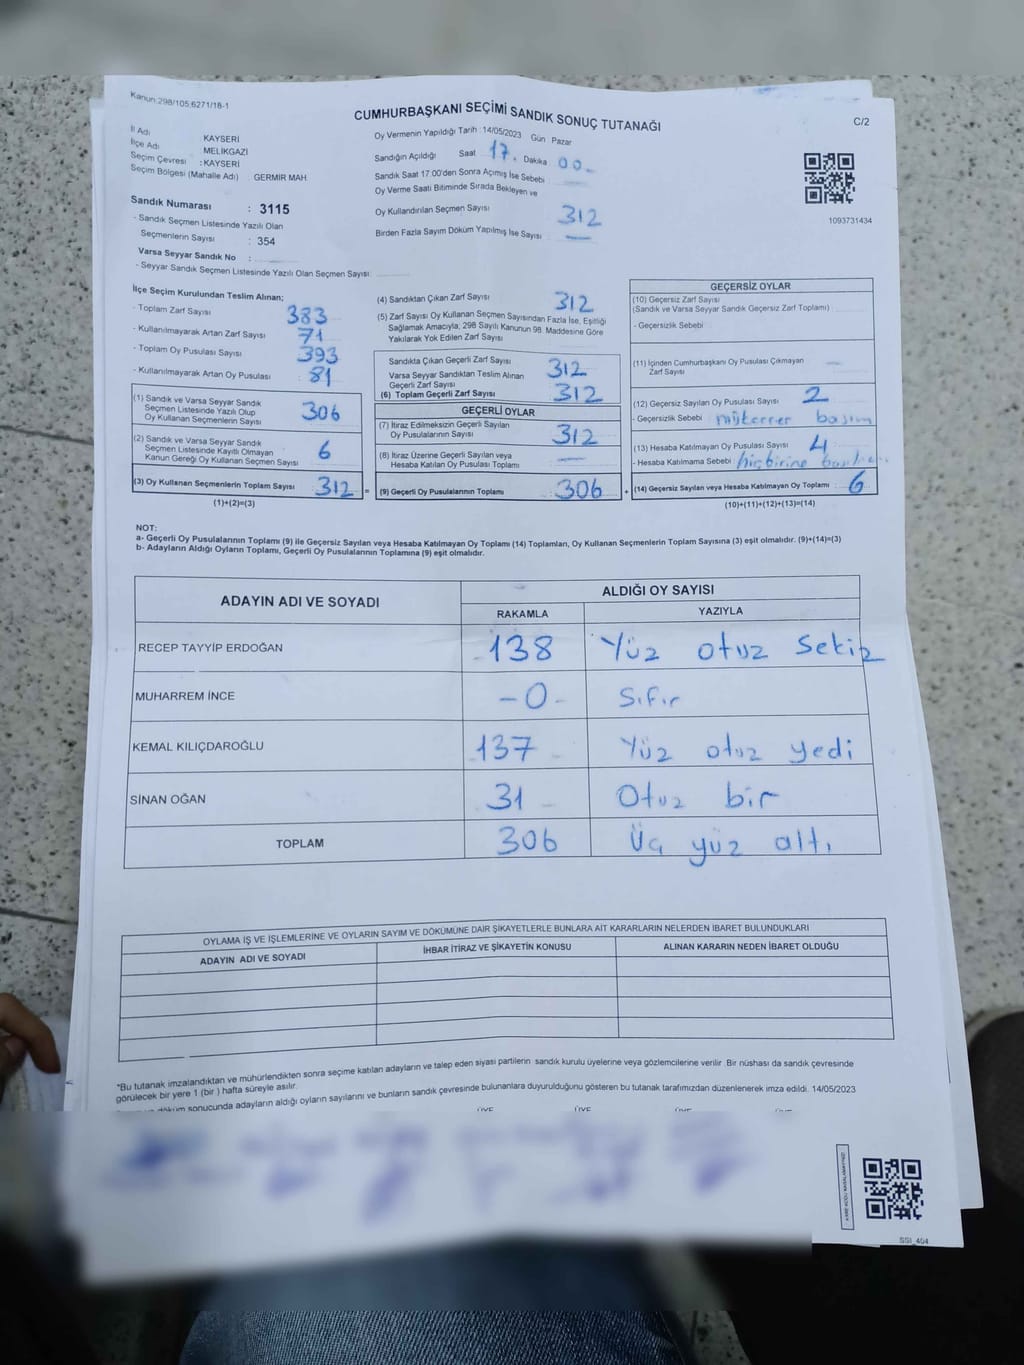 Kanun:298/105,6271/18-1
CUMHURBAŞKANI SEÇİMİ SANDIK SONUÇ TUTANAĞI
C/2
İl Adı KAYSERİ
İlçe Adı MELİKGAZİ
Seçim Çevresi : KAYSERİ
Seçim Bölgesi (Mahalle Adı) GERMİR MAH.
Sandık Numarası : 3115
- Sandık Seçmen Listesinde Yazılı Olan
Seçmenlerin Sayısı : 354
Varsa Seyyar Sandık No :
- Seyyar Sandık Seçmen Listesinde Yazılı Olan Seçmen Sayısı:
Oy Vermenin Yapıldığı Tarih :14/05/2023 Gün Pazar
Sandığın Açıldığı Saat 17. Dakika 00-
Sandık Saat 17:00'den Sonra Açımış İse Sebebi
Oy Verme Saati Bitiminde Sırada Bekleyen ve
Oy Kullandırılan Seçmen Sayısı 312
Birden Fazla Sayım Döküm Yapılmış İse Sayısı —
1093731434
İlçe Seçim Kurulundan Teslim Alınan;
- Toplam Zarf Sayısı 383
- Kullanılmayarak Artan Zarf Sayısı 71
- Toplam Oy Pusulası Sayısı 393
- Kullanılmayarak Artan Oy Pusulası 81
(1) Sandık ve Varsa Seyyar Sandık
Seçmen Listesinde Yazılı Olup
Oy Kullanan Seçmenlerin Sayısı 306
(2) Sandık ve Varsa Seyyar Sandık
Seçmen Listesinde Kayıtlı Olmayan
Kanun Gereği Oy Kullanan Seçmen Sayısı 6
(3) Oy Kullanan Seçmenlerin Toplam Sayısı 312 =
(1)+(2)=(3)
(4) Sandıktan Çıkan Zarf Sayısı 312
(5) Zarf Sayısı Oy Kullanan Seçmen Sayısından Fazla İse, Eşitliği
Sağlamak Amacıyla; 298 Sayılı Kanunun 98. Maddesine Göre
Yakılarak Yok Edilen Zarf Sayısı
Sandıkta Çıkan Geçerli Zarf Sayısı 312
Varsa Seyyar Sandıktan Teslim Alınan
Geçerli Zarf Sayısı
(6) Toplam Geçerli Zarf Sayısı 312
GEÇERLİ OYLAR
(7) İtiraz Edilmeksizin Geçerli Sayılan
Oy Pusulalarının Sayısı 312
(8) İtiraz Üzerine Geçerli Sayılan veya
Hesaba Katılan Oy Pusulası Toplamı —
(9) Geçerli Oy Pusulalarının Toplamı 306 +
GEÇERSİZ OYLAR
(10) Geçersiz Zarf Sayısı
(Sandık ve Varsa Seyyar Sandık Geçersiz Zarf Toplamı)
- Geçersizlik Sebebi
(11) İçinden Cumhurbaşkanı Oy Pusulası Çıkmayan
Zarf Sayısı
(12) Geçersiz Sayılan Oy Pusulası Sayısı 2
- Geçersizlik Sebebi mükerrer basım
(13) Hesaba Katılmayan Oy Pusulası Sayısı 4
- Hesaba Katılmama Sebebi hiçbirine
(14) Geçersiz Sayılan veya Hesaba Katılmayan Oy Toplamı 6
(10)+(11)+(12)+(13)=(14)
NOT:
a- Geçerli Oy Pusulalarının Toplamı (9) ile Geçersiz Sayılan veya Hesaba Katılmayan Oy Toplamı (14) Toplamları, Oy Kullanan Seçmenlerin Toplam Sayısına (3) eşit olmalıdır. (9)+(14)=(3)
b- Adayların Aldığı Oyların Toplamı, Geçerli Oy Pusulalarının Toplamına (9) eşit olmalıdır.
ADAYIN ADI VE SOYADI
ALDIĞI OY SAYISI
RAKAMLA YAZIYLA
RECEP TAYYİP ERDOĞAN 138 Yüz otuz sekiz
MUHARREM İNCE -0- Sıfır
KEMAL KILIÇDAROĞLU 137 Yüz otuz yedi
SİNAN OĞAN 31 Otuz bir
TOPLAM 306 Üç yüz altı
OYLAMA İŞ VE İŞLEMLERİNE VE OYLARIN SAYIM VE DÖKÜMÜNE DAİR ŞİKAYETLERLE BUNLARA AİT KARARLARIN NELERDEN İBARET BULUNDUKLARI
ADAYIN ADI VE SOYADI İHBAR İTİRAZ VE ŞİKAYETİN KONUSU ALINAN KARARIN NEDEN İBARET OLDUĞU
*Bu tutanak imzalandıktan ve mühürlendikten sonra seçime katılan adayların ve talep eden siyasi partilerin sandık kurulu üyelerine veya gözlemcilerine verilir. Bir nüshası da sandık çevresinde
görülecek bir yere 1 (bir) hafta süreyle asılır.
döküm sonucunda adayların aldığı oyların sayılarını ve bunların sandık çevresinde bulunanlara duyurulduğunu gösteren bu tutanak tarafımızdan düzenlenerek imza edildi. 14/05/2023
ÜYE ÜYE ÜYE ÜYE
SSİ_404